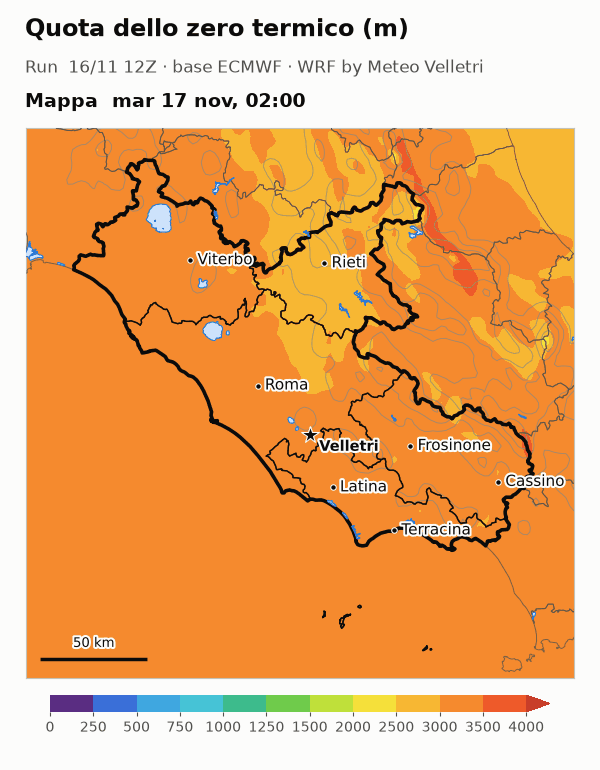 Quota dello zero termico (m)
Run  16/11 12Z · base ECMWF · WRF by Meteo Velletri
Mappa  mar 17 nov, 02:00
Viterbo
Rieti
Roma
Velletri
Frosinone
Latina
Cassino
Terracina
50 km
0 250 500 750 1000 1250 1500 2000 2500 3000 3500 4000